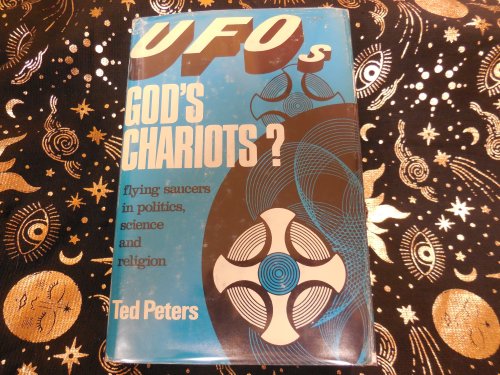 UFOs
GOD'S
CHARIOTS?
flying saucers
in politics,
science
and
religion
Ted Peters